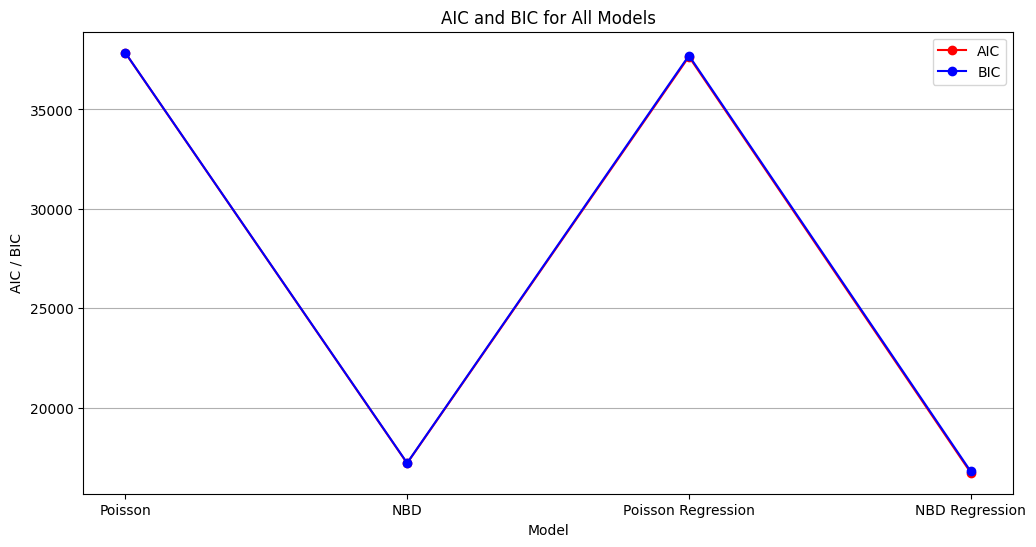 AIC and BIC for All Models
AIC
BIC
AIC / BIC
35000
30000
25000
20000
Poisson
NBD
Poisson Regression
NBD Regression
Model